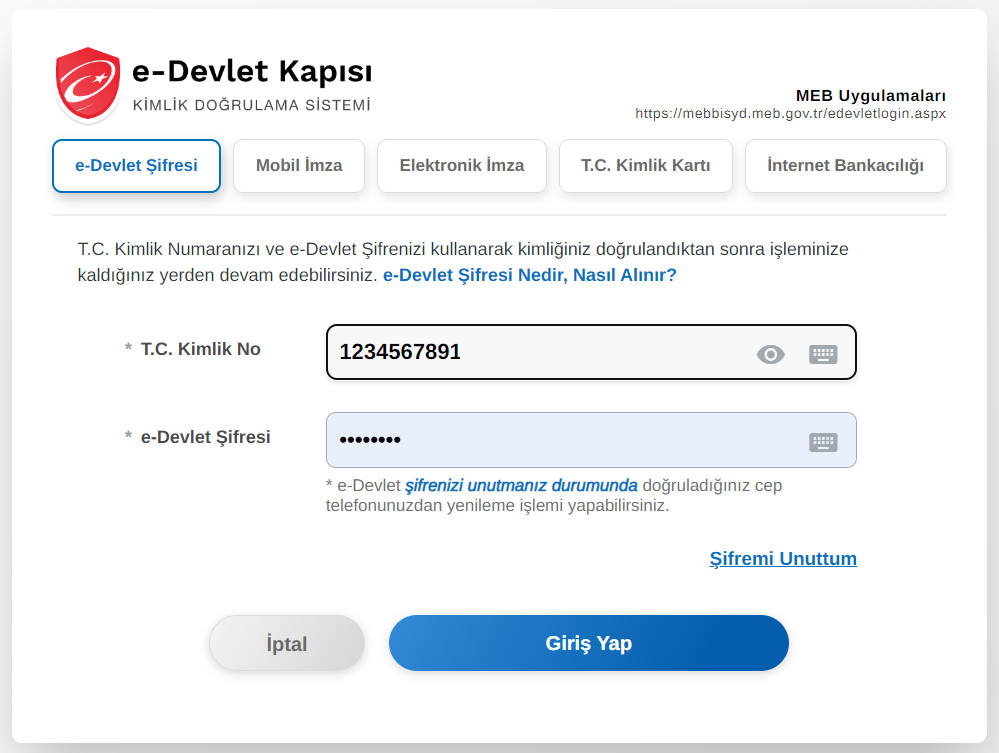 e-Devlet Kapısı
KİMLİK DOĞRULAMA SİSTEMİ
MEB Uygulamaları
https://mebbisyd.meb.gov.tr/edevletlogin.aspx
e-Devlet Şifresi
Mobil İmza
Elektronik İmza
T.C. Kimlik Kartı
İnternet Bankacılığı
T.C. Kimlik Numaranızı ve e-Devlet Şifrenizi kullanarak kimliğiniz doğrulandıktan sonra işleminize
kaldığınız yerden devam edebilirsiniz. e-Devlet Şifresi Nedir, Nasıl Alınır?
* T.C. Kimlik No
1234567891
* e-Devlet Şifresi
••••••••
* e-Devlet şifrenizi unutmanız durumunda doğruladığınız cep
telefonunuzdan yenileme işlemi yapabilirsiniz.
Şifremi Unuttum
İptal
Giriş Yap